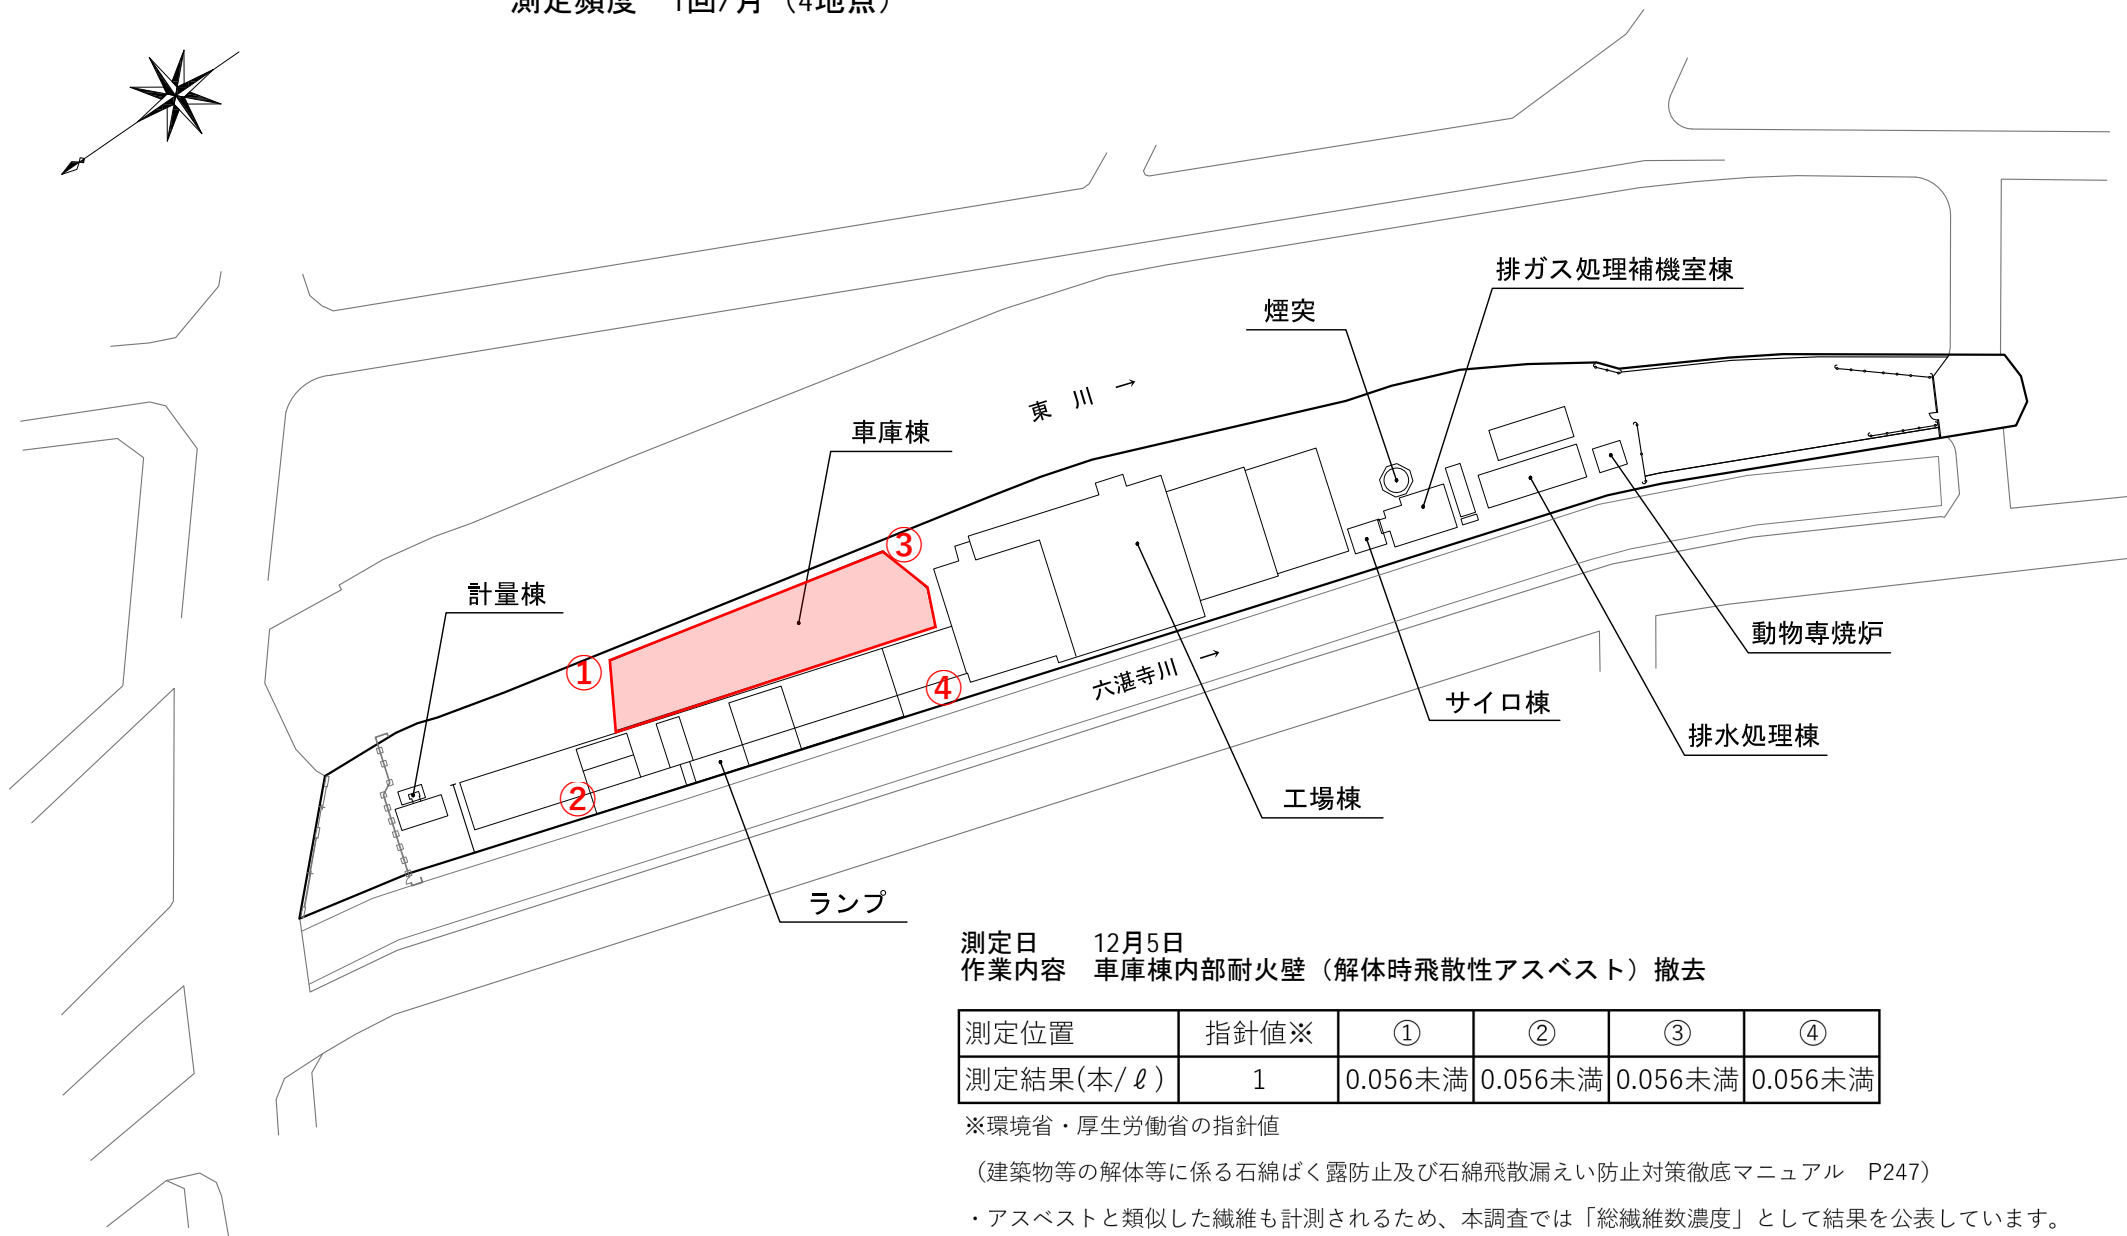 測定頻度　1回/月（4地点）
排ガス処理補機室棟
煙突
東　川　→
車庫棟
③
計量棟
①
動物専焼炉
六湛寺川　→
④
サイロ棟
排水処理棟
②
工場棟
ランプ
測定日　　12月5日
作業内容　車庫棟内部耐火壁（解体時飛散性アスベスト）撤去
測定位置　指針値※　①　②　③　④
測定結果(本/ℓ)　1　0.056未満　0.056未満　0.056未満　0.056未満
※環境省・厚生労働省の指針値
（建築物等の解体等に係る石綿ばく露防止及び石綿飛散漏えい防止対策徹底マニュアル　P247）
・アスベストと類似した繊維も計測されるため、本調査では「総繊維数濃度」として結果を公表しています。